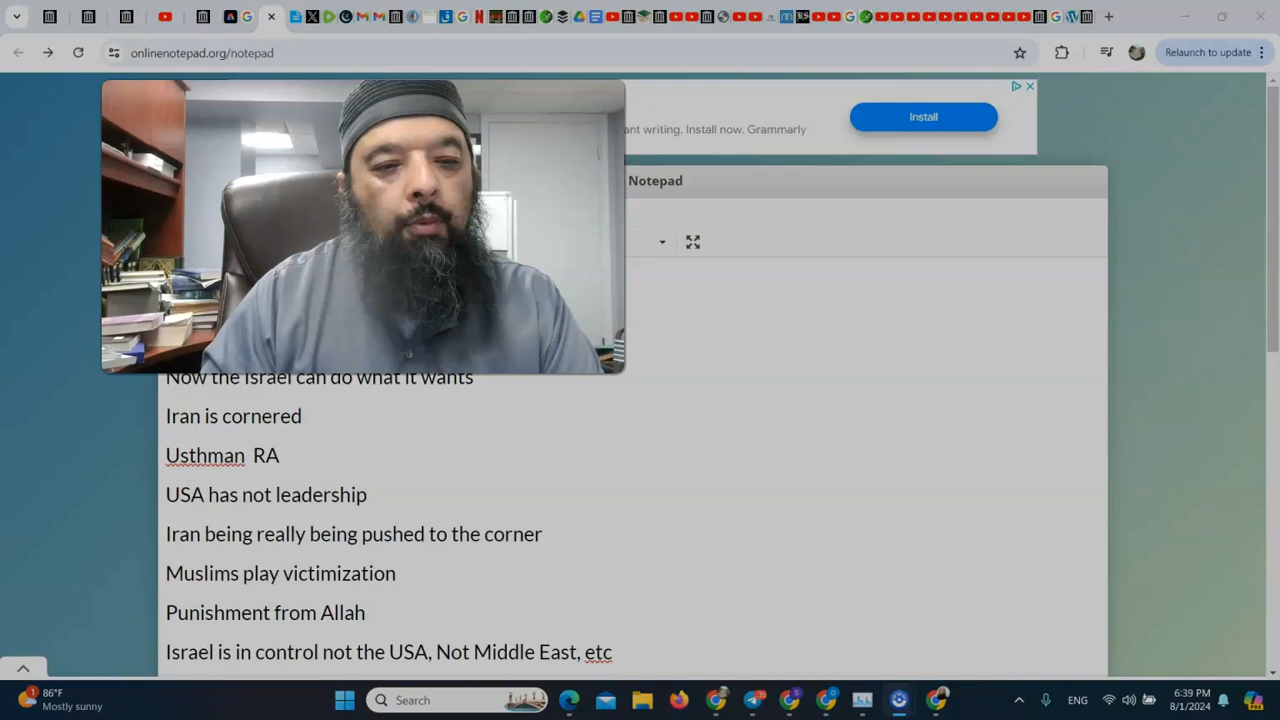 onlinenotepad.org/notepad
Relaunch to update
ant writing. Install now. Grammarly
Install
Notepad
Now the Israel can do what it wants
Iran is cornered
Usthman RA
USA has not leadership
Iran being really being pushed to the corner
Muslims play victimization
Punishment from Allah
Israel is in control not the USA, Not Middle East, etc
86°F
Mostly sunny
Search
ENG
6:39 PM
8/1/2024